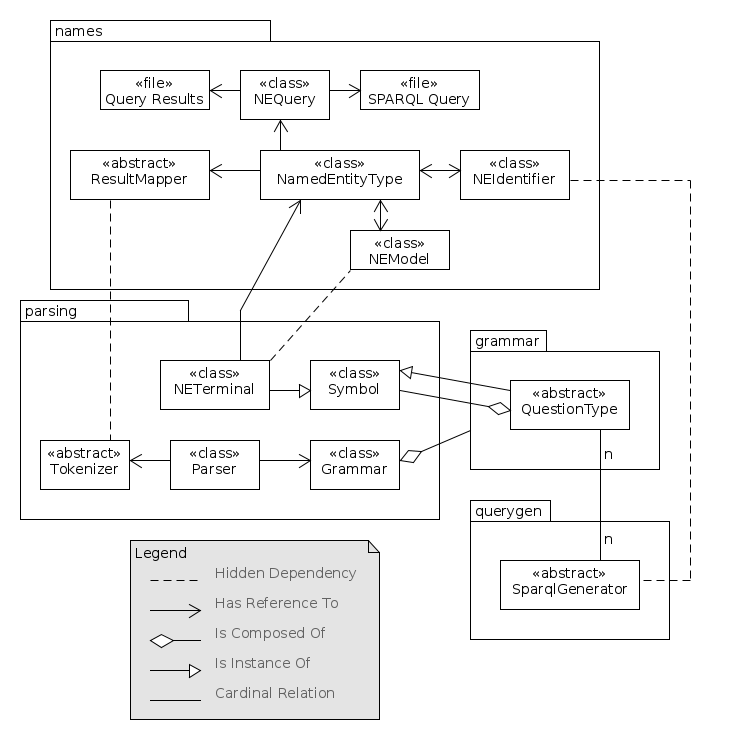 names
«file»
Query Results
«class»
NEQuery
«file»
SPARQL Query
«abstract»
ResultMapper
«class»
NamedEntityType
«class»
NEIdentifier
«class»
NEModel
parsing
«class»
NETerminal
«class»
Symbol
«abstract»
Tokenizer
«class»
Parser
«class»
Grammar
grammar
«abstract»
QuestionType
n
querygen
n
«abstract»
SparqlGenerator
Legend
Hidden Dependency
Has Reference To
Is Composed Of
Is Instance Of
Cardinal Relation